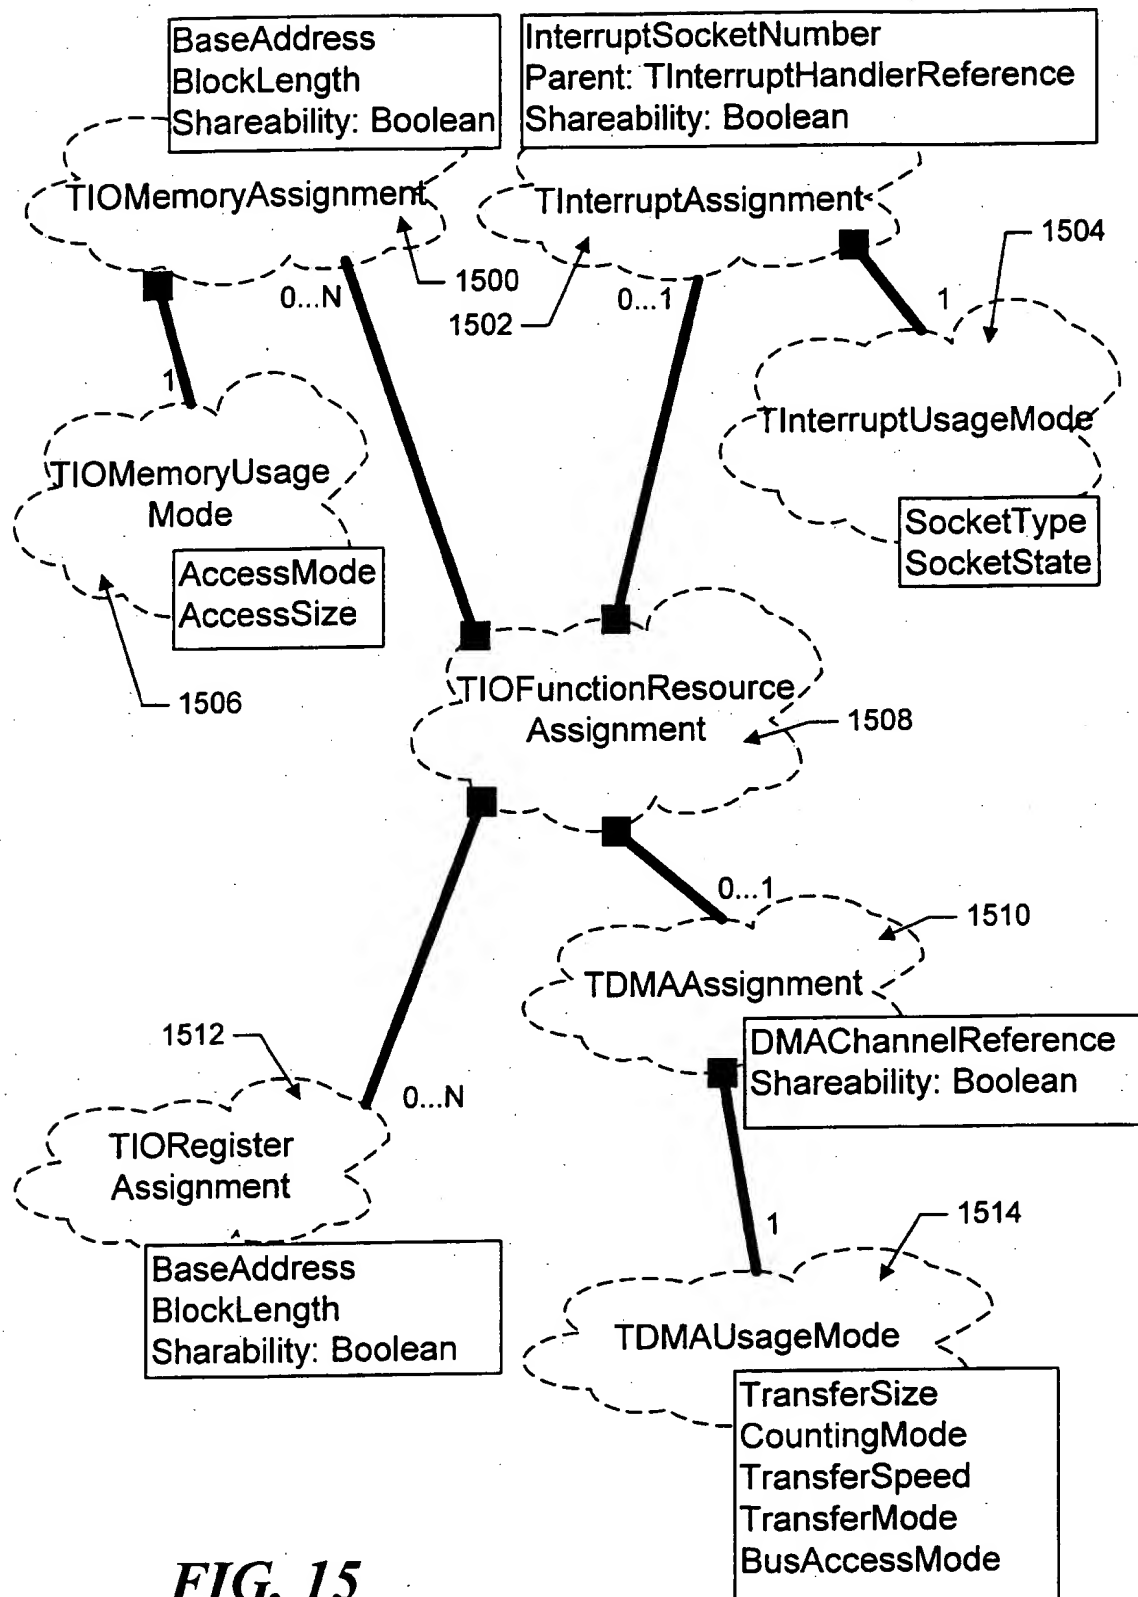 BaseAddress
BlockLength
Shareability: Boolean
InterruptSocketNumber
Parent: TInterruptHandlerReference
Shareability: Boolean
TIOMemoryAssignment
TInterruptAssignment
1500
1502
1504
0...N
0...1
1
1
TIOMemoryUsage
Mode
TInterruptUsageMode
SocketType
SocketState
AccessMode
AccessSize
1506
TIOFunctionResource
Assignment
1508
0...1
1510
TDMAAssignment
DMAChannelReference
Shareability: Boolean
1512
0...N
TIORegister
Assignment
BaseAddress
BlockLength
Sharability: Boolean
1
1514
TDMAUsageMode
TransferSize
CountingMode
TransferSpeed
TransferMode
BusAccessMode
FIG. 15